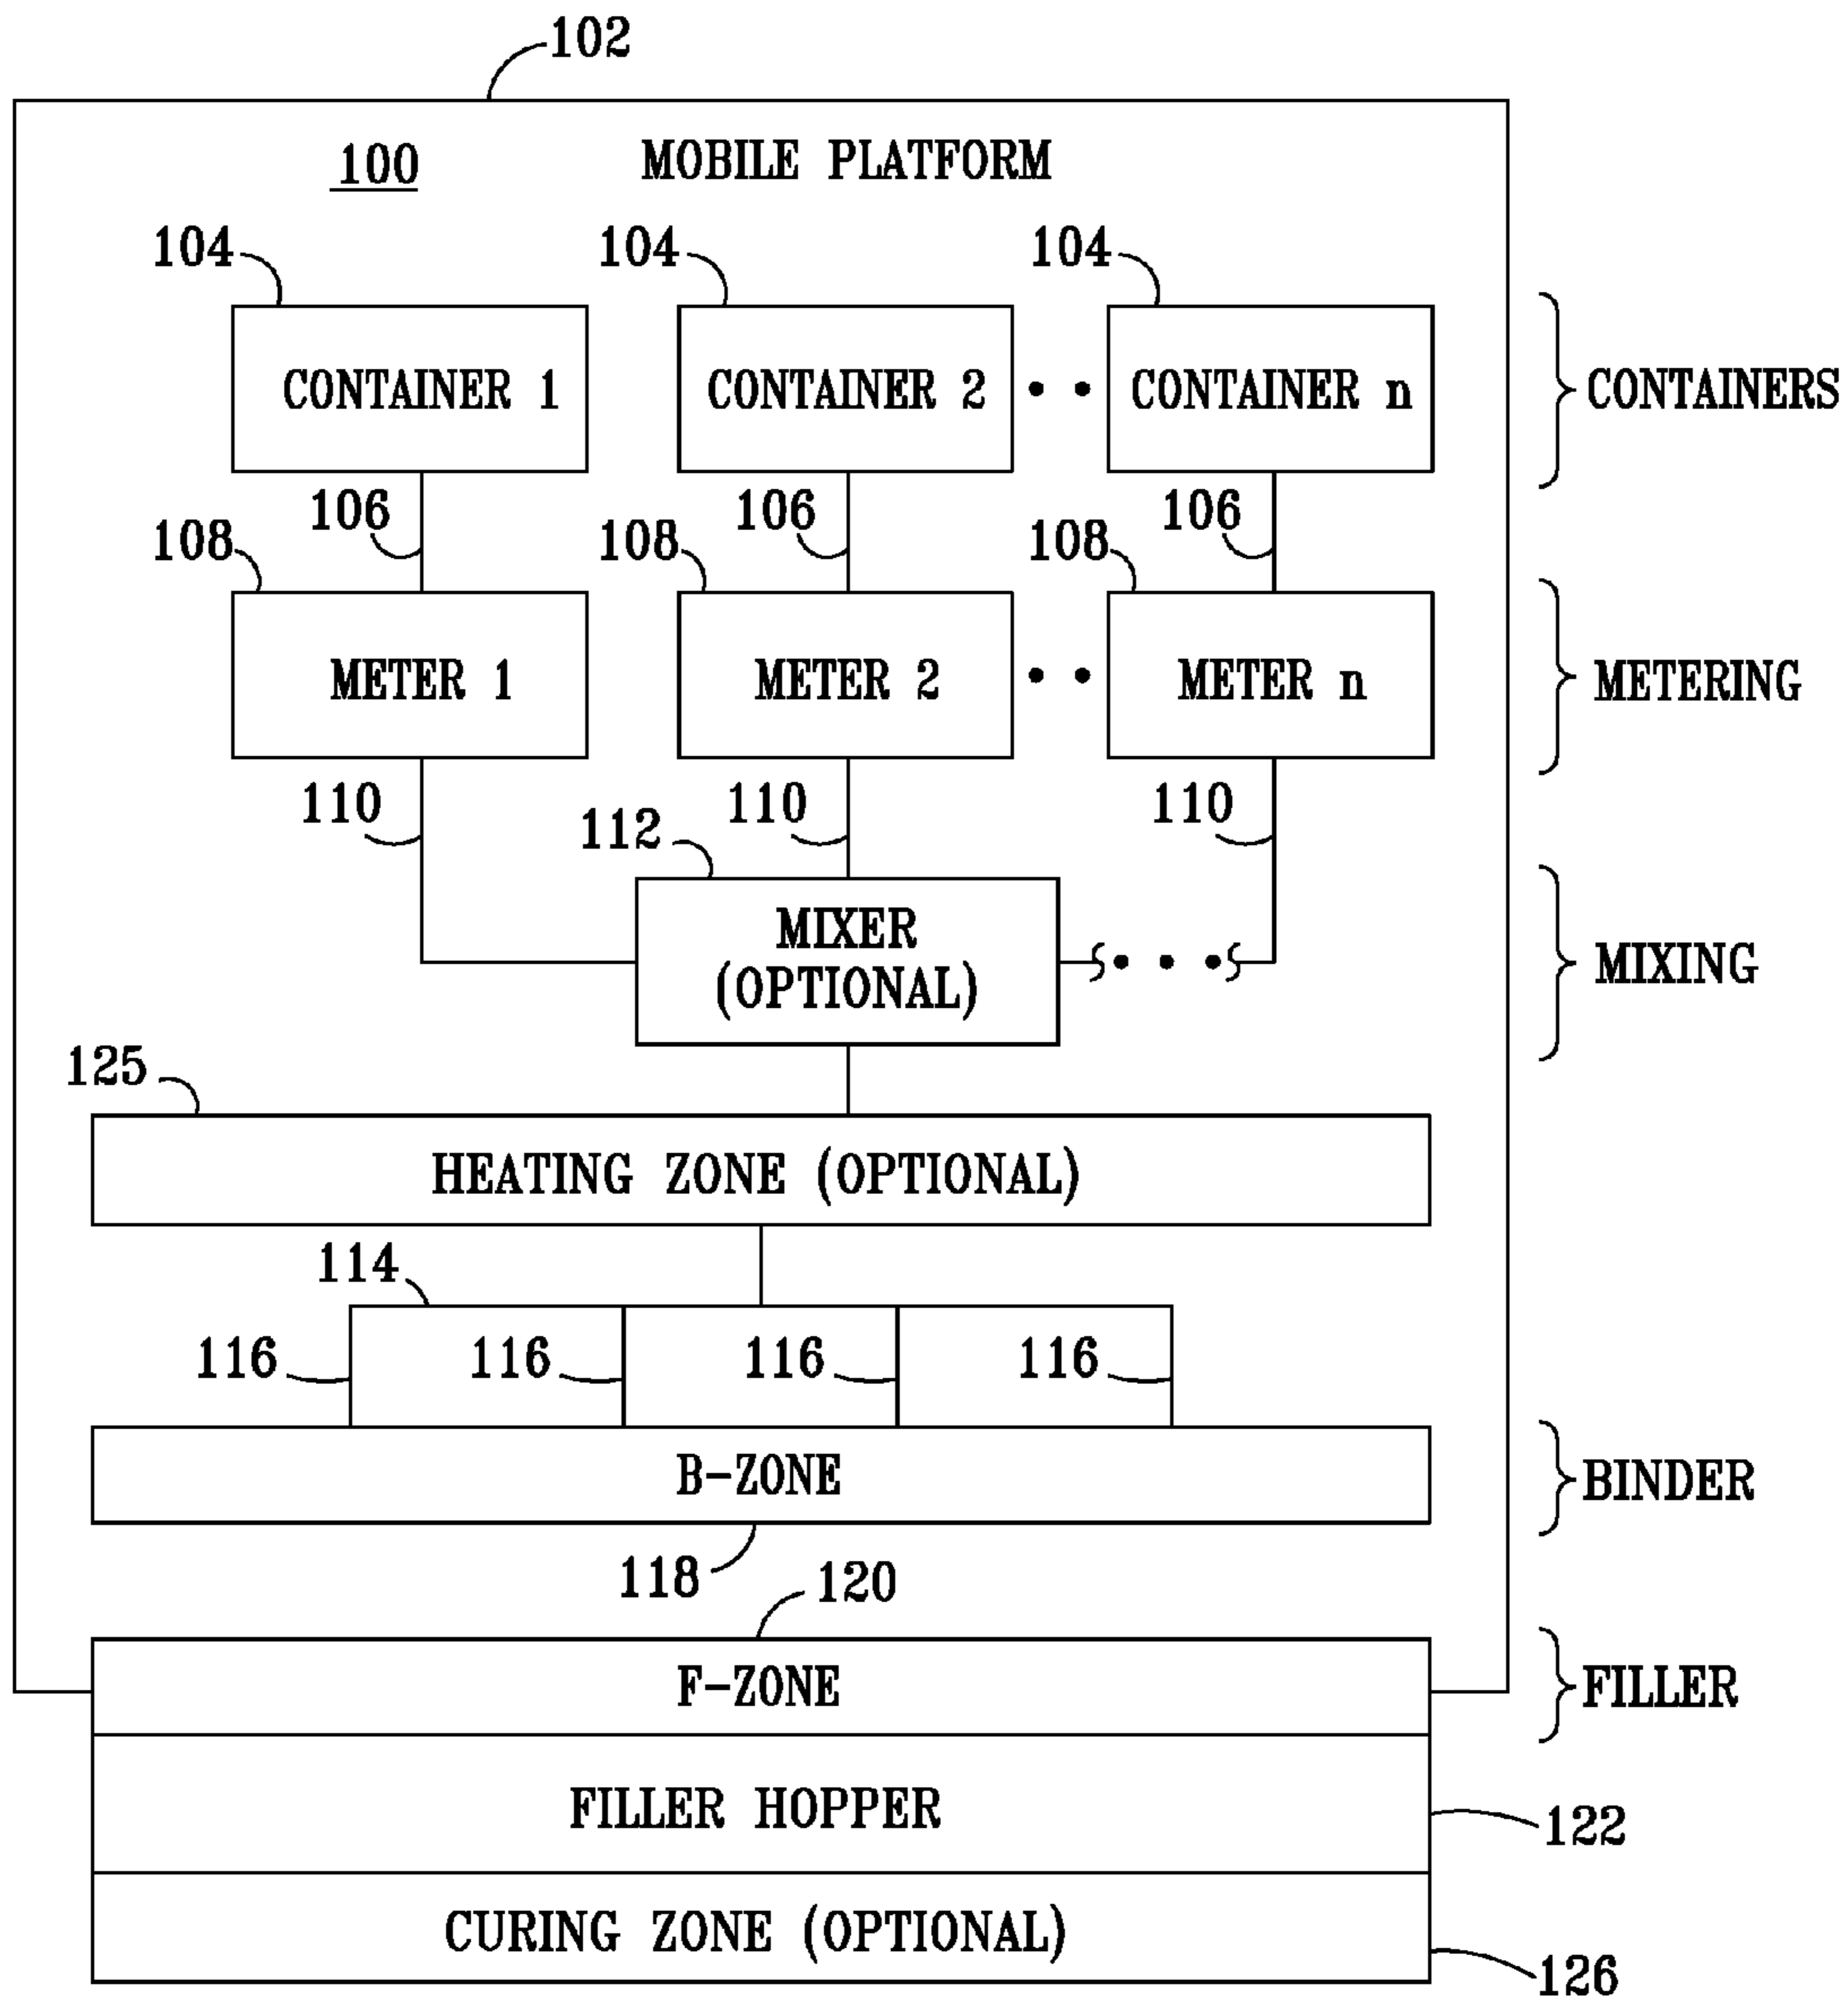 102
100
MOBILE PLATFORM
104
104
104
CONTAINER 1
CONTAINER 2
CONTAINER n
CONTAINERS
106
106
106
108
108
108
METER 1
METER 2
METER n
METERING
110
110
110
112
MIXER
(OPTIONAL)
MIXING
125
HEATING ZONE (OPTIONAL)
114
116
116
116
116
B-ZONE
BINDER
118
120
F-ZONE
FILLER
FILLER HOPPER
122
CURING ZONE (OPTIONAL)
126